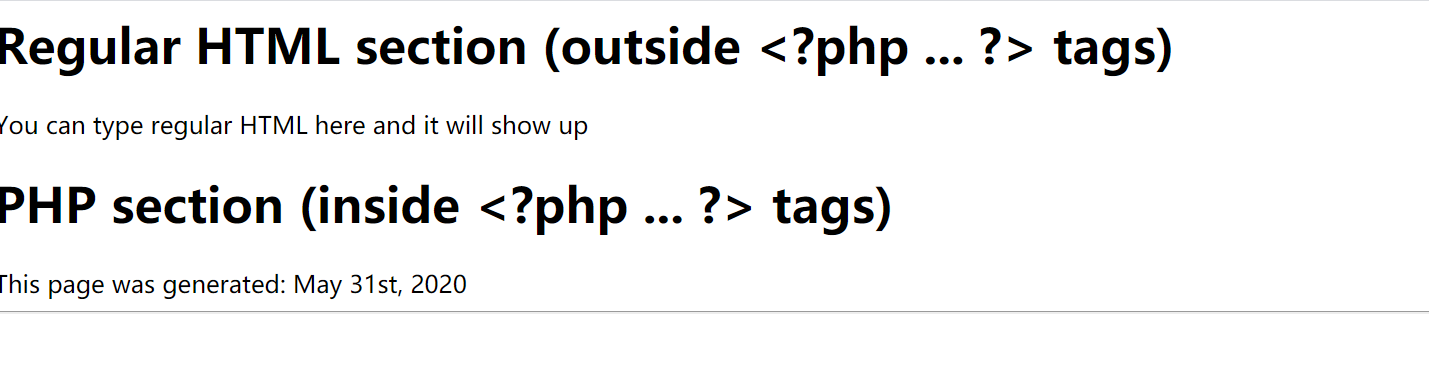 Regular HTML section (outside <?php ... ?> tags)
You can type regular HTML here and it will show up
PHP section (inside <?php ... ?> tags)
This page was generated: May 31st, 2020